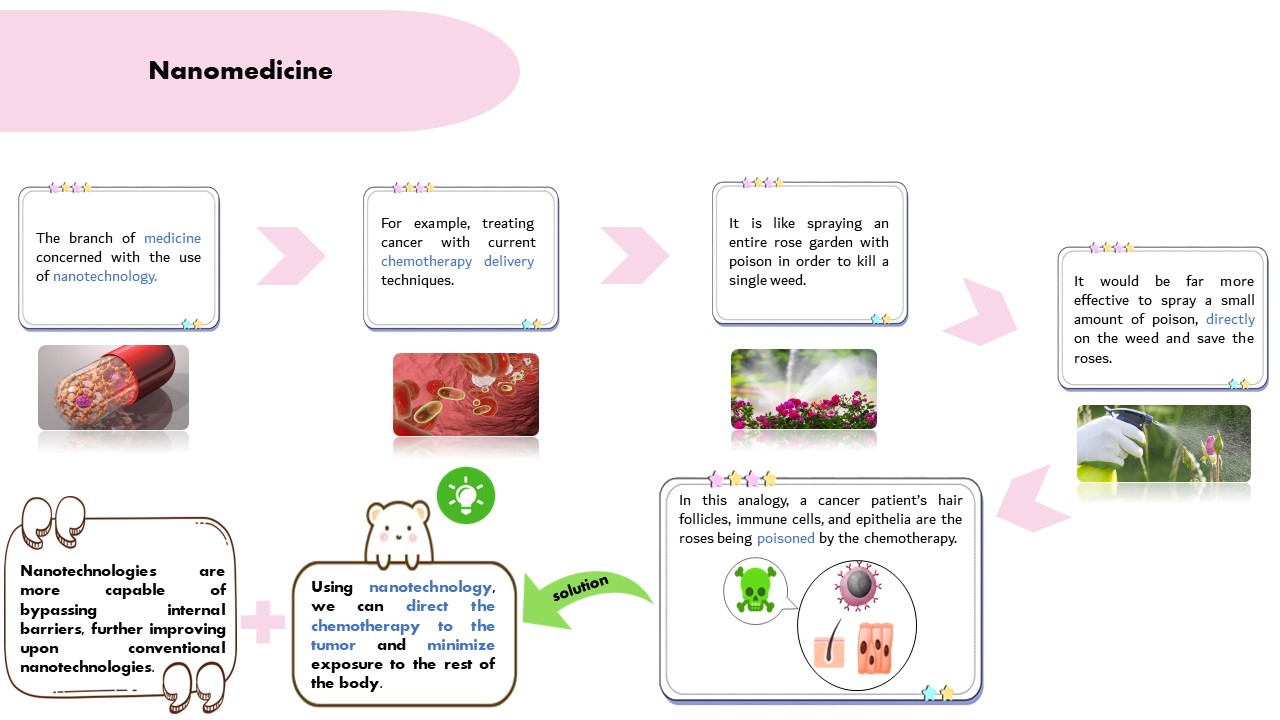 Nanomedicine
The branch of medicine
concerned with the use
of nanotechnology.
For example, treating
cancer with current
chemotherapy delivery
techniques.
It is like spraying an
entire rose garden with
poison in order to kill a
single weed.
It would be far more
effective to spray a small
amount of poison, directly
on the weed and save the
roses.
In this analogy, a cancer patient's hair
follicles, immune cells, and epithelia are the
roses being poisoned by the chemotherapy.
solution
Using nanotechnology,
we can direct the
chemotherapy to the
tumor and minimize
exposure to the rest of
the body.
Nanotechnologies are
more capable of
bypassing internal
barriers, further improving
upon conventional
nanotechnologies.